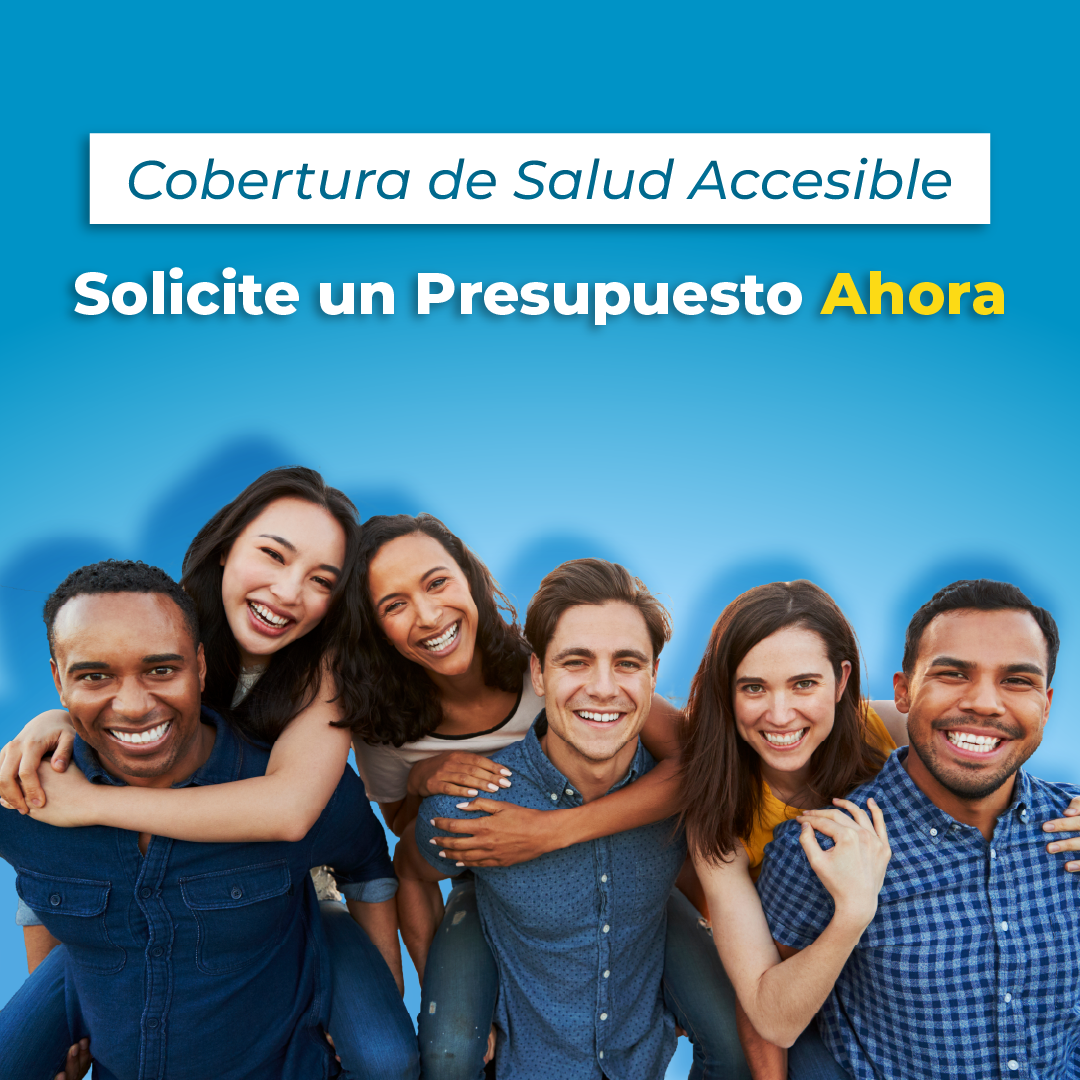 Cobertura de Salud Accesible
Solicite un Presupuesto Ahora